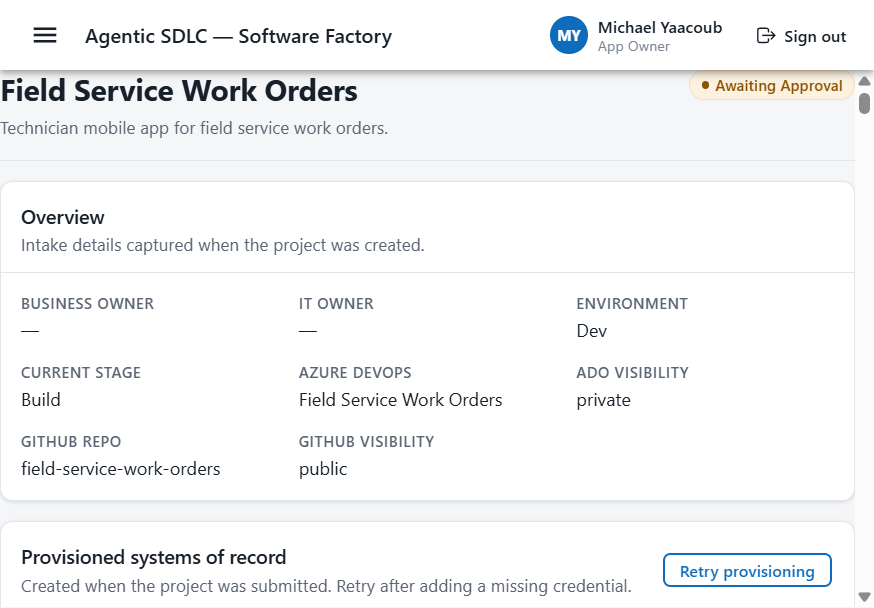 Agentic SDLC — Software Factory
MY
Michael Yaacoub
App Owner
Sign out
Field Service Work Orders
Awaiting Approval
Technician mobile app for field service work orders.
Overview
Intake details captured when the project was created.
BUSINESS OWNER
—
IT OWNER
—
ENVIRONMENT
Dev
CURRENT STAGE
Build
AZURE DEVOPS
Field Service Work Orders
ADO VISIBILITY
private
GITHUB REPO
field-service-work-orders
GITHUB VISIBILITY
public
Provisioned systems of record
Created when the project was submitted. Retry after adding a missing credential.
Retry provisioning